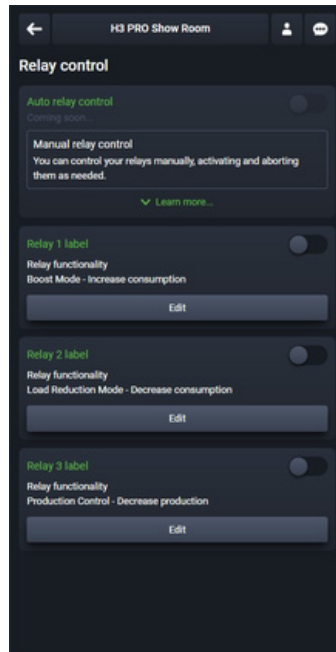 H3 PRO Show Room
Relay control
Auto relay control
Coming soon...
Manual relay control
You can control your relays manually, activating and aborting
them as needed.
Learn more...
Relay 1 label
Relay functionality
Boost Mode - Increase consumption
Edit
Relay 2 label
Relay functionality
Load Reduction Mode - Decrease consumption
Edit
Relay 3 label
Relay functionality
Production Control - Decrease production
Edit